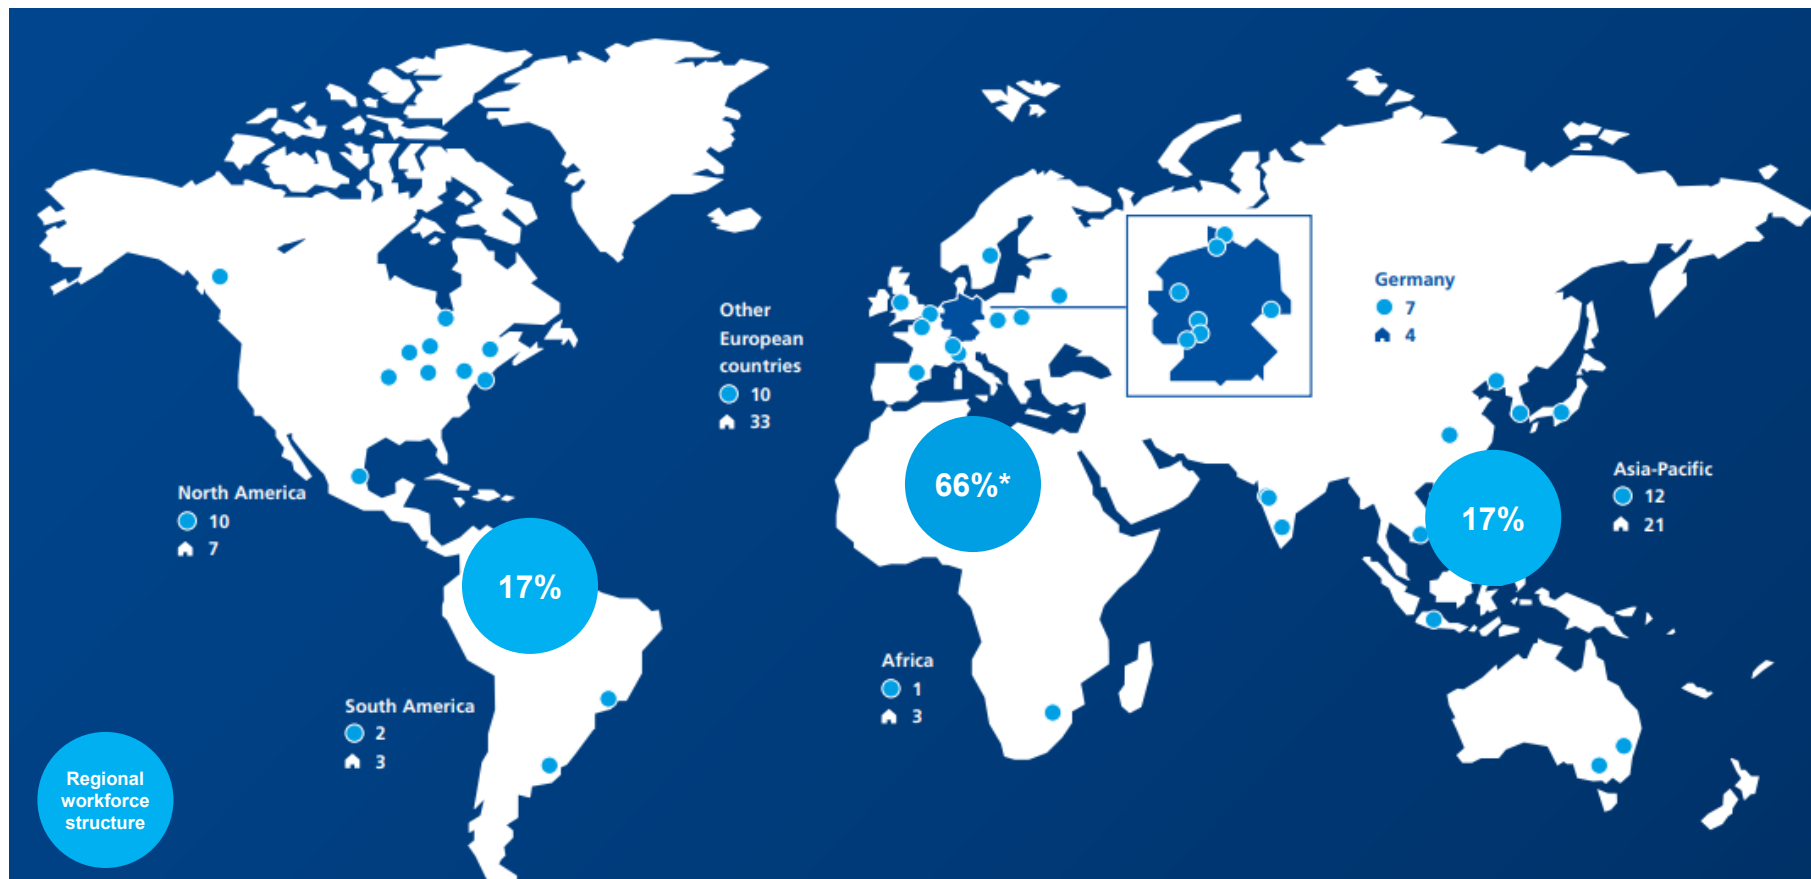 Other
European
countries
10
33
Germany
7
4
North America
10
7
66%*
17%
Asia-Pacific
12
21
17%
South America
2
3
Africa
1
3
Regional
workforce
structure